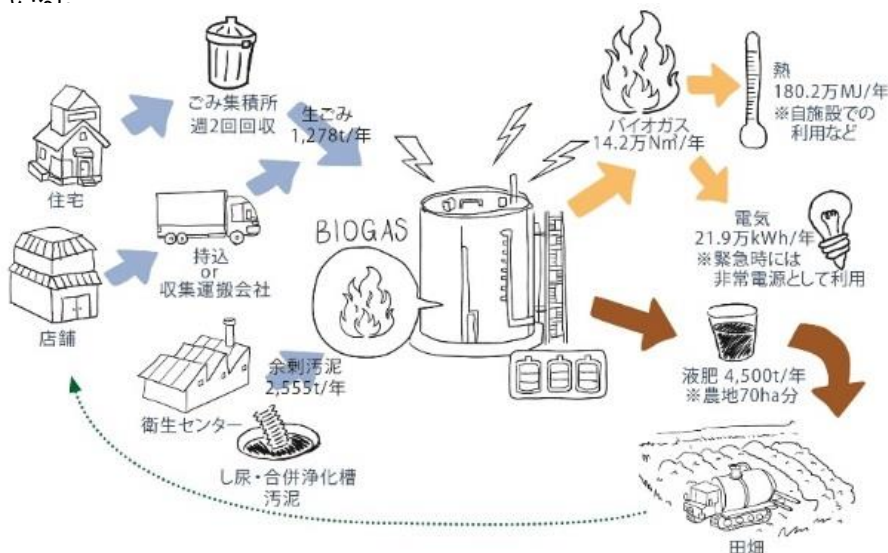 ごみ集積所
週2回回収
生ごみ
1,278t/年
住宅
持込
or
収集運搬会社
店舗
BIOGAS
余剰汚泥
2,555t/年
衛生センター
し尿・合併浄化槽
汚泥
バイオガス
14.2万N㎥/年
熱
180.2万MJ/年
※自施設での
利用など
電気
21.9万kWh/年
※緊急時には
非常電源として利用
液肥 4,500t/年
※農地70ha分
田畑